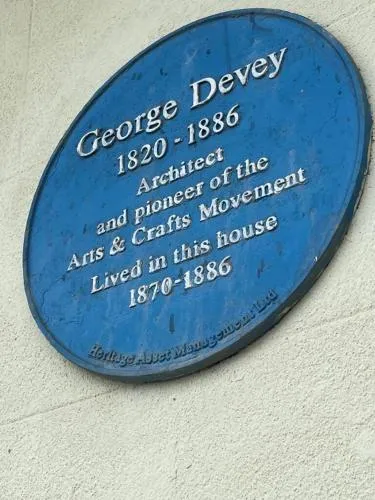 George Devey
1820 - 1886
Architect
and pioneer of the
Arts & Crafts Movement
Lived in this house
1870-1886
Heritage Asset Management Ltd